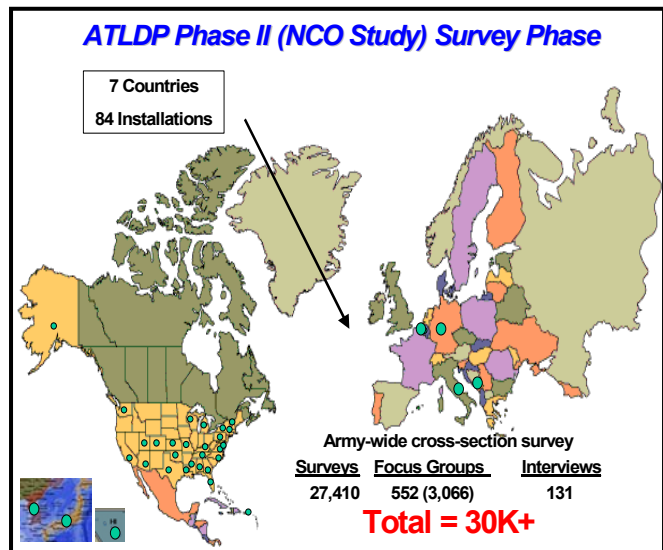 ATLDP Phase II (NCO Study) Survey Phase
7 Countries
84 Installations
Army-wide cross-section survey
Surveys Focus Groups Interviews
27,410 552 (3,066) 131
Total = 30K+